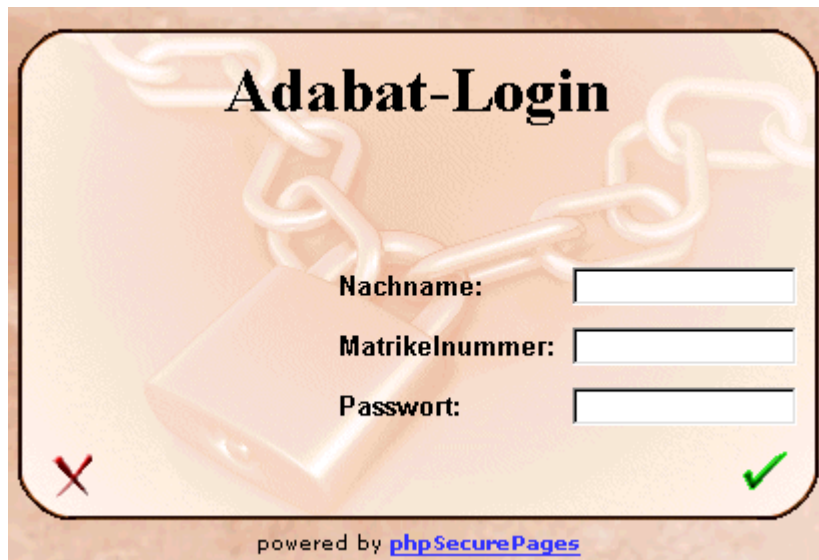 Adabat-Login
Nachname:
Matrikelnummer:
Passwort:
powered by phpSecurePages